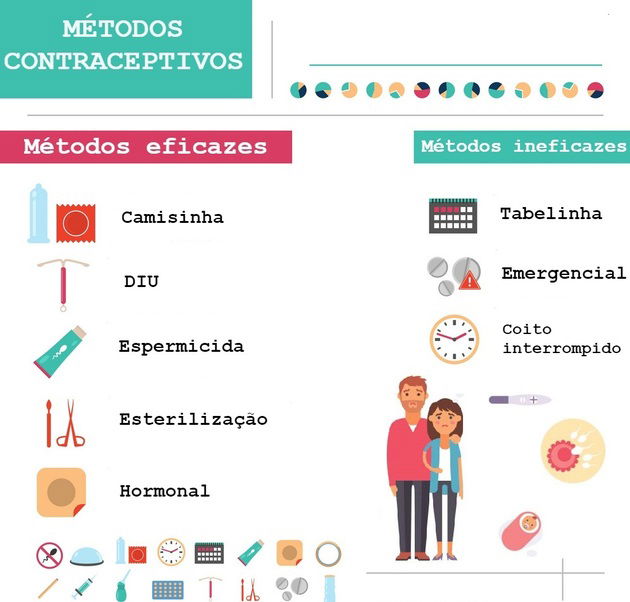 MÉTODOS
CONTRACEPTIVOS
Métodos eficazes
Métodos ineficazes
Camisinha
DIU
Espermicida
Esterilização
Hormonal
Tabelinha
Emergencial
Coito
interrompido